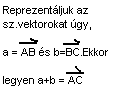 Reprezentáljuk az
sz.vektorokat úgy,
a = AB és b=BC.Ekkor
legyen a+b = AC